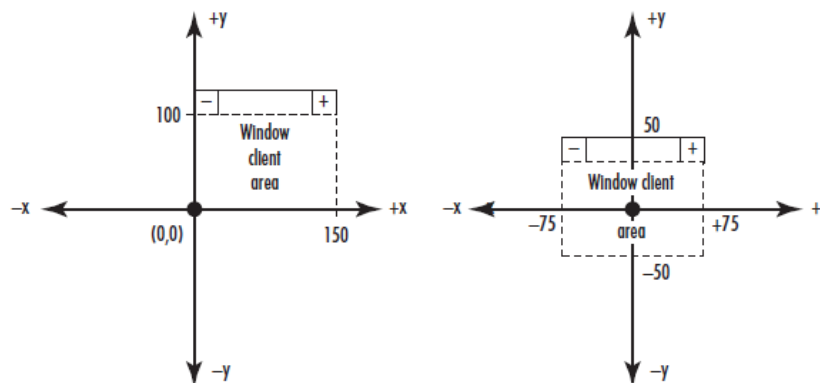 +y
− +
100
Window
client
area
−x
+x
(0,0)
150
−y
+y
50
− +
Window client
−x
+
−75
area
+75
−50
−y